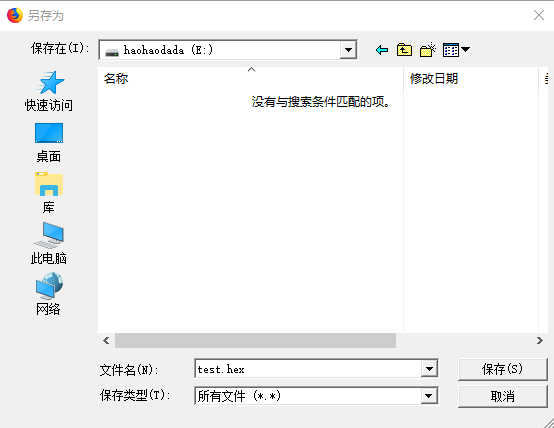 另存为
保存在(I):
haohaodada (E:)
名称
修改日期
没有与搜索条件匹配的项。
快速访问
桌面
库
此电脑
网络
文件名(N):
test.hex
保存(S)
保存类型(T):
所有文件 (*.*)
取消